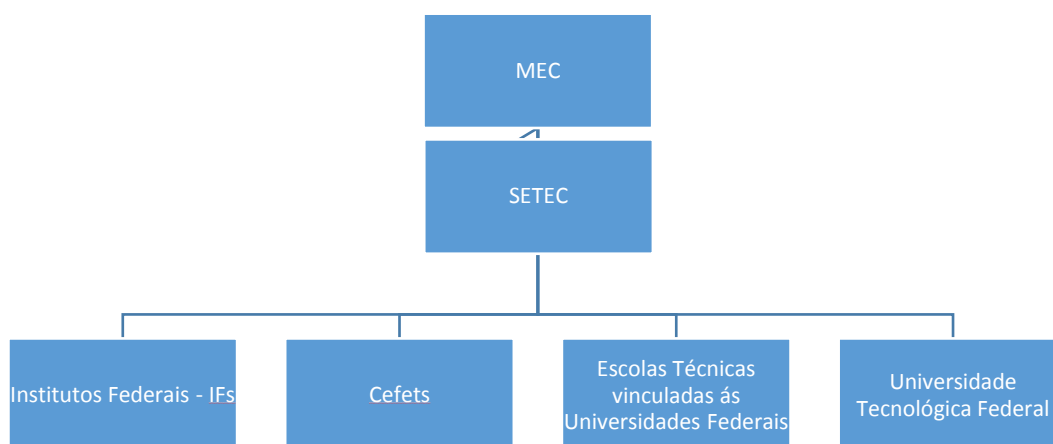 MEC
SETEC
Institutos Federais - IFs
Cefets
Escolas Técnicas
vinculadas ás
Universidades Federais
Universidade
Tecnológica Federal